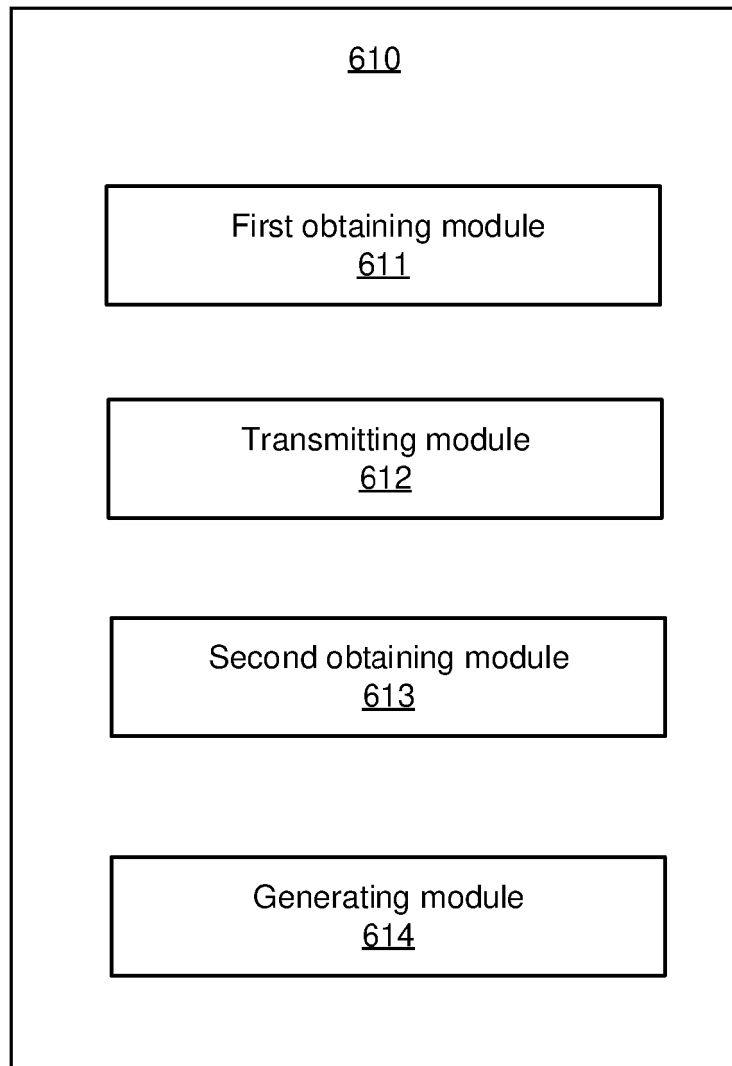 610
First obtaining module
611
Transmitting module
612
Second obtaining module
613
Generating module
614